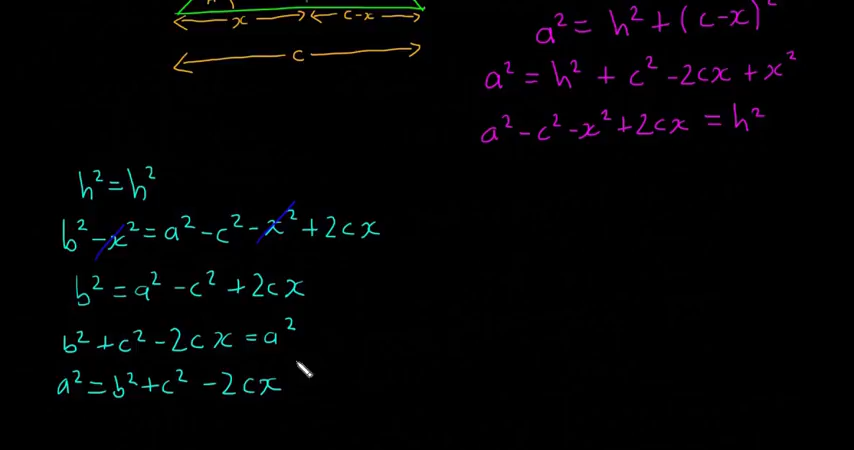 x
c-x
c
a² = h² + (c-x)²
a² = h² + c² - 2cx + x²
a² - c² - x² + 2cx = h²
h² = h²
b² - x² = a² - c² - x² + 2cx
b² = a² - c² + 2cx
b² + c² - 2cx = a²
a² = b² + c² - 2cx